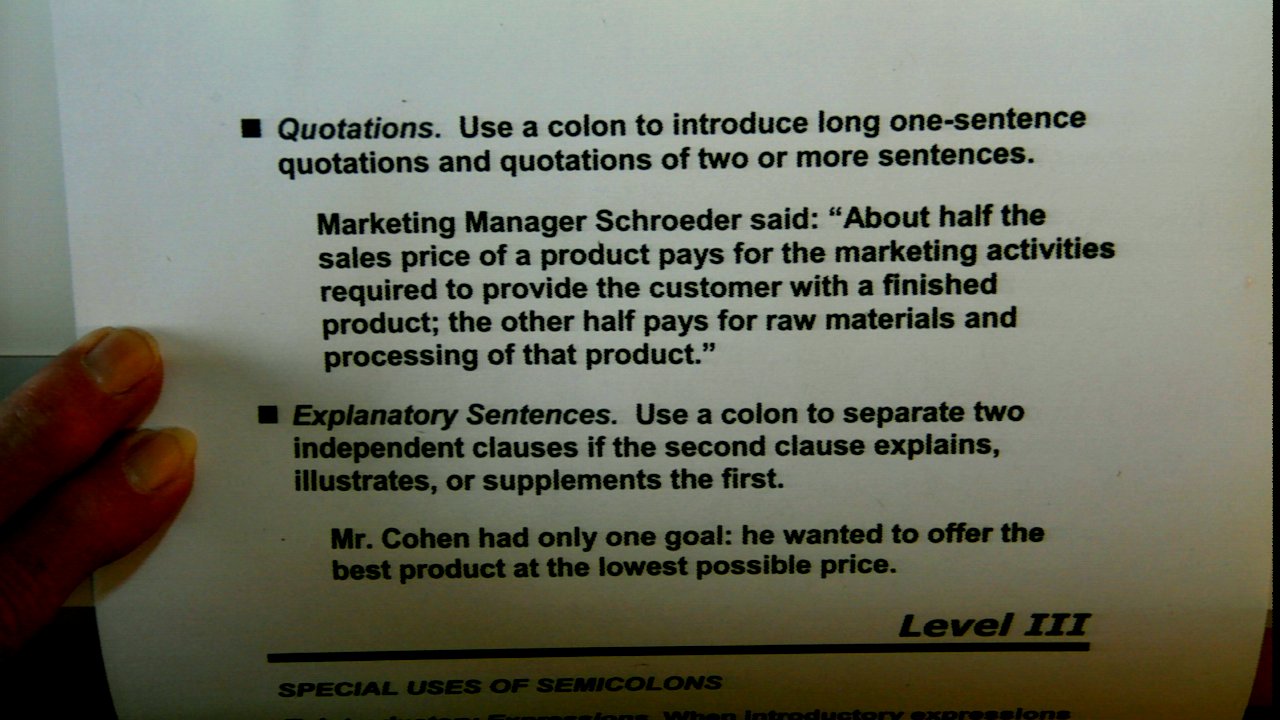 ■ Quotations. Use a colon to introduce long one-sentence
quotations and quotations of two or more sentences.
Marketing Manager Schroeder said: “About half the
sales price of a product pays for the marketing activities
required to provide the customer with a finished
product; the other half pays for raw materials and
processing of that product.”
■ Explanatory Sentences. Use a colon to separate two
independent clauses if the second clause explains,
illustrates, or supplements the first.
Mr. Cohen had only one goal: he wanted to offer the
best product at the lowest possible price.
Level III
SPECIAL USES OF SEMICOLONS
Expressions. When introductory expressions